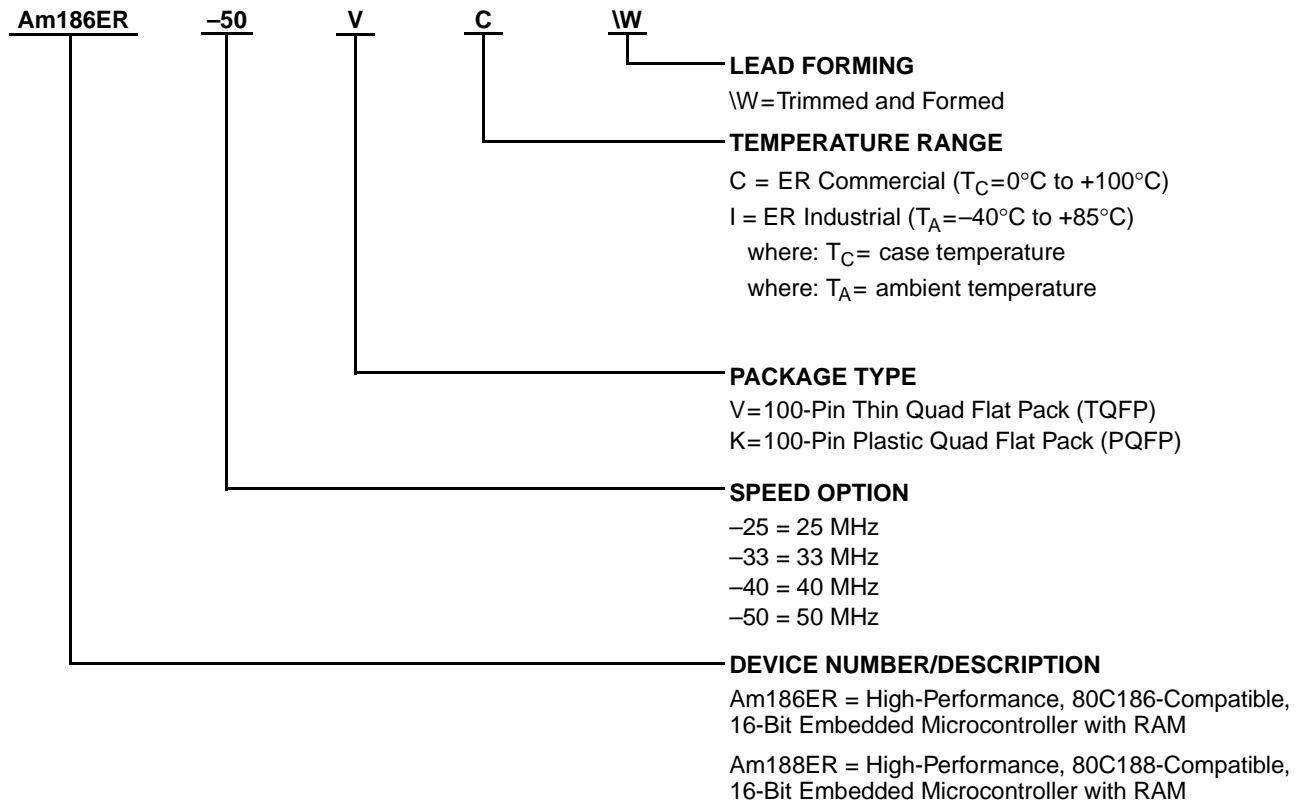 Am186ER –50 V C \W
LEAD FORMING
\W=Trimmed and Formed
TEMPERATURE RANGE
C = ER Commercial (TC=0°C to +100°C)
I = ER Industrial (TA=–40°C to +85°C)
where: TC= case temperature
where: TA= ambient temperature
PACKAGE TYPE
V=100-Pin Thin Quad Flat Pack (TQFP)
K=100-Pin Plastic Quad Flat Pack (PQFP)
SPEED OPTION
–25 = 25 MHz
–33 = 33 MHz
–40 = 40 MHz
–50 = 50 MHz
DEVICE NUMBER/DESCRIPTION
Am186ER = High-Performance, 80C186-Compatible,
16-Bit Embedded Microcontroller with RAM
Am188ER = High-Performance, 80C188-Compatible,
16-Bit Embedded Microcontroller with RAM